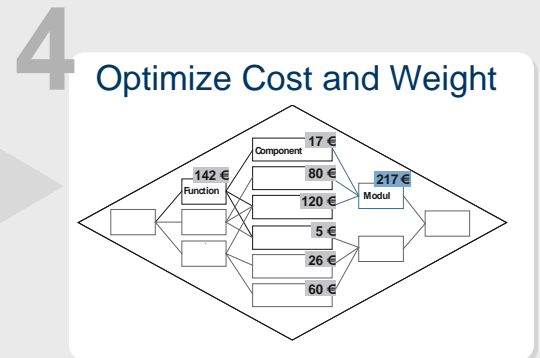 4
Optimize Cost and Weight
17 €
Component
142 €
80 €
217 €
Function
Modul
120 €
5 €
26 €
60 €